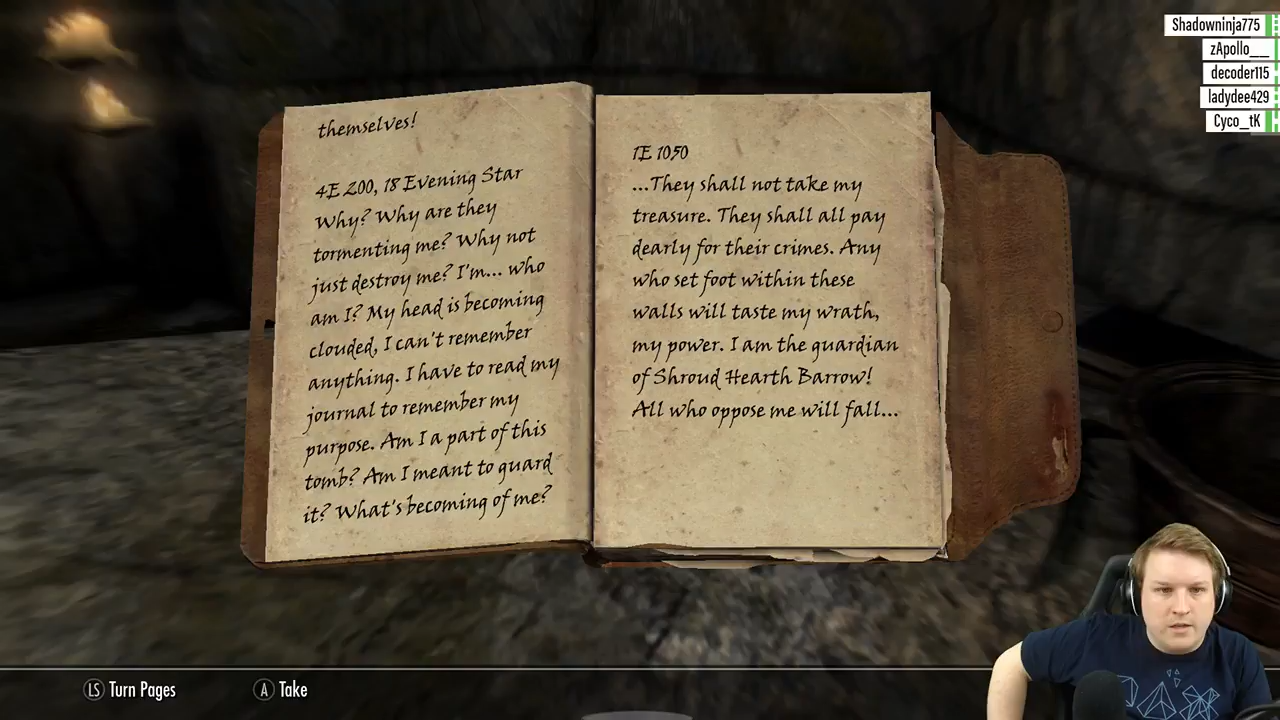 Shadowninja775
zApollo__
decoder115
ladydee429
Cyco_tK
themselves!
4E 200, 18 Evening Star
Why? Why are they
tormenting me? Why not
just destroy me? I'm... who
am I? My head is becoming
clouded, I can't remember
anything. I have to read my
journal to remember my
purpose. Am I a part of this
tomb? Am I meant to guard
it? What's becoming of me?
1E 1050
...They shall not take my
treasure. They shall all pay
dearly for their crimes. Any
who set foot within these
walls will taste my wrath,
my power. I am the guardian
of Shroud Hearth Barrow!
All who oppose me will fall...
LS Turn Pages
A Take